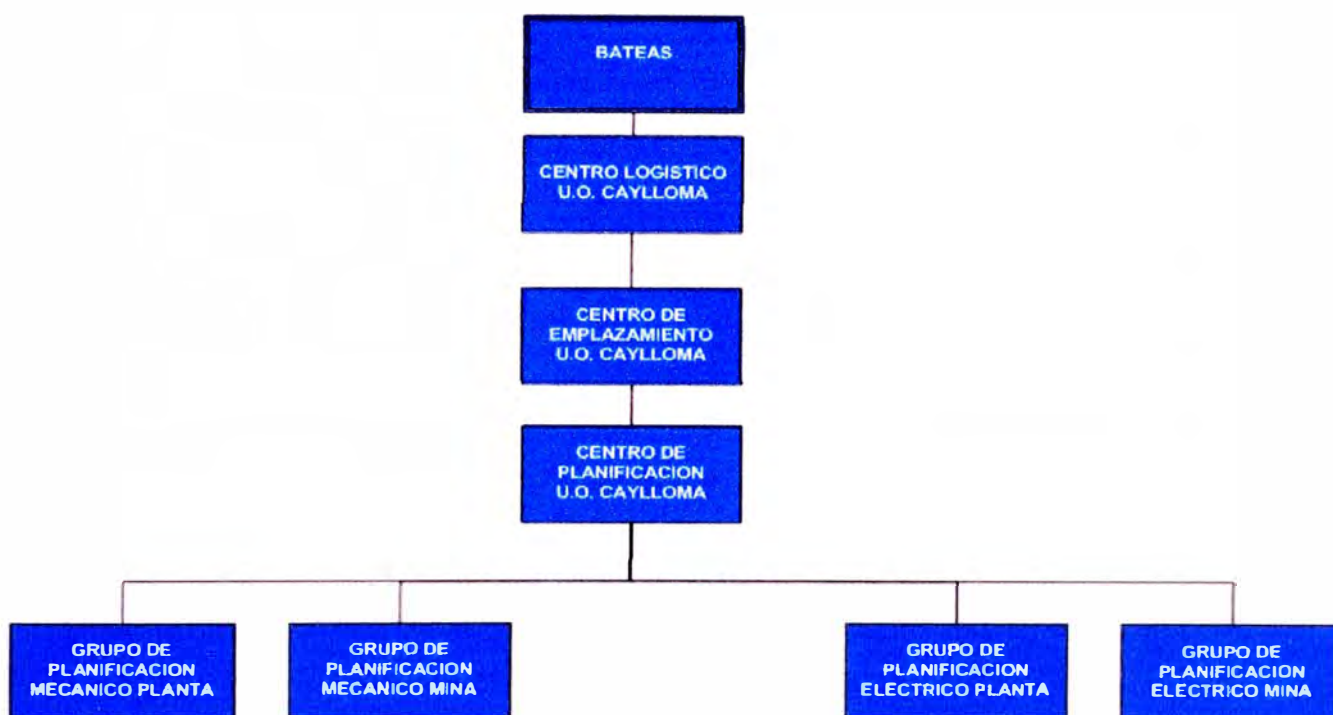 BATEAS
CENTRO LOGISTICO
U.O. CAYLLOMA
CENTRO DE
EMPLAZAMIENTO
U.O. CAYLLOMA
CENTRO DE
PLANIFICACION
U.O. CAYLLOMA
GRUPO DE
PLANIFICACION
MECANICO PLANTA
GRUPO DE
PLANIFICACION
MECANICO MINA
GRUPO DE
PLANIFICACION
ELECTRICO PLANTA
GRUPO DE
PLANIFICACION
ELECTRICO MINA